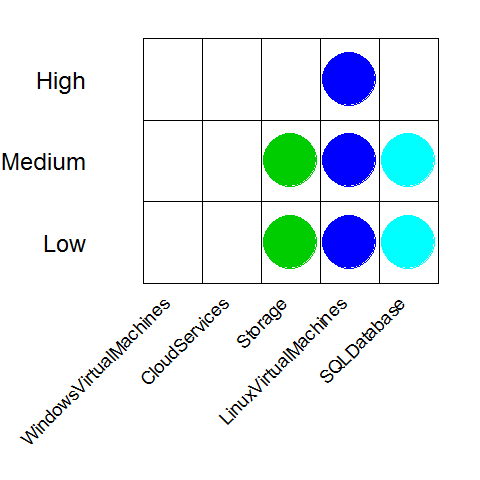 High
Medium
Low
WindowsVirtualMachines
CloudServices
Storage
LinuxVirtualMachines
SQLDatabase